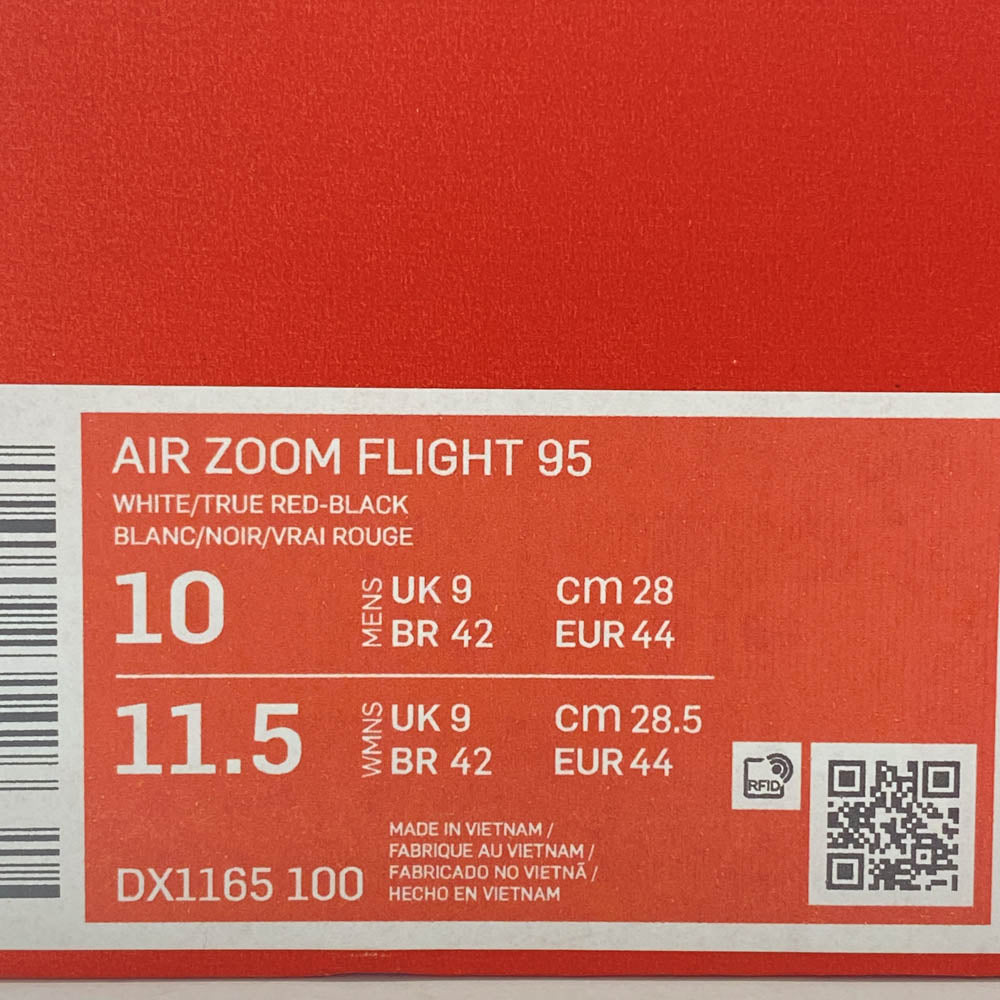 AIR ZOOM FLIGHT 95
WHITE/TRUE RED-BLACK
BLANC/NOIR/VRAI ROUGE
10 MENS UK 9 cm 28
BR 42 EUR 44
11.5 WMNS UK 9 cm 28.5
BR 42 EUR 44
RFID
MADE IN VIETNAM /
FABRIQUE AU VIETNAM /
FABRICADO NO VIETNÃ /
HECHO EN VIETNAM
DX1165 100